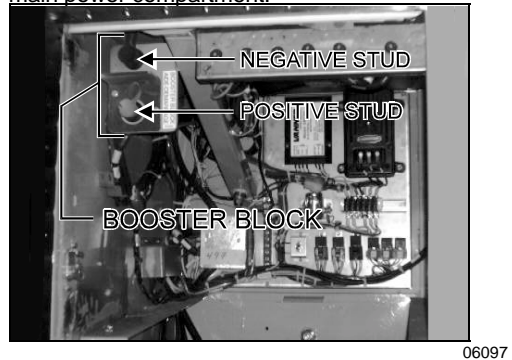 main power compartment.
NEGATIVE STUD
POSITIVE STUD
BOOSTER BLOCK
06097